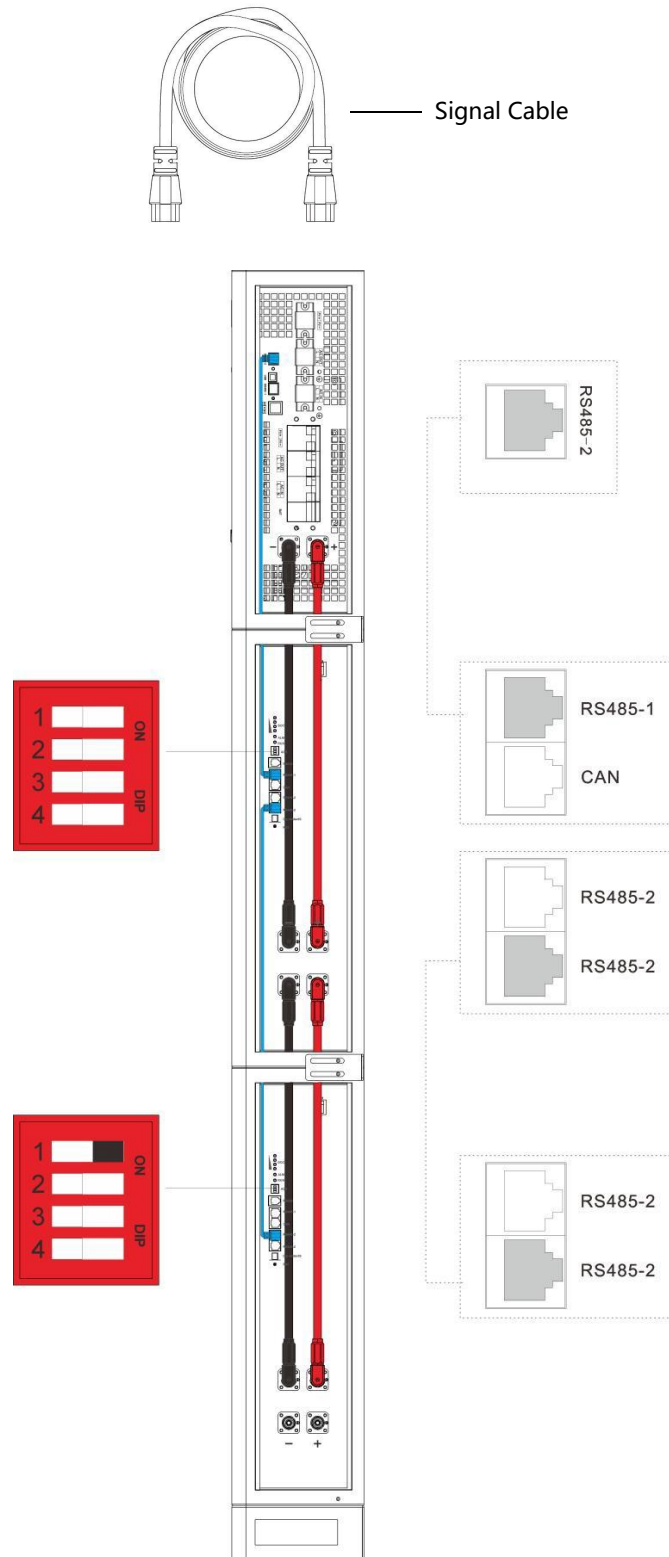 Signal Cable
RS485-2
-
+
1
2
3
4
ON
DIP
RS485-1
CAN
RS485-2
RS485-2
1
2
3
4
ON
DIP
RS485-2
RS485-2
-
+